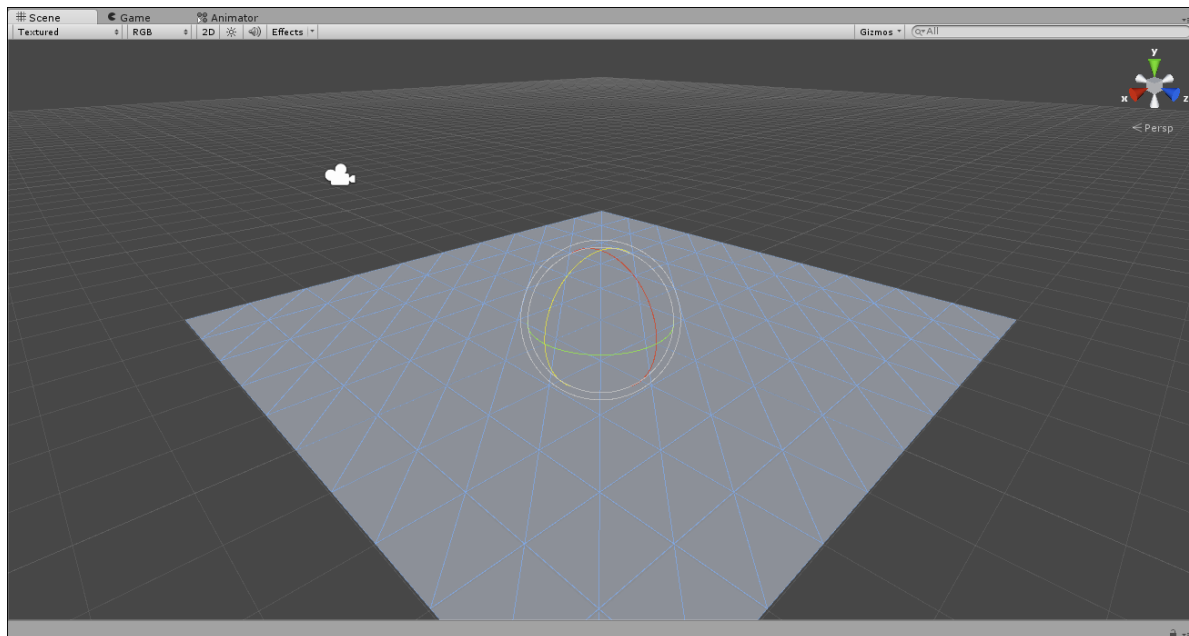 Scene Game Animator
Textured RGB 2D Effects Gizmos All
y
x z
Persp